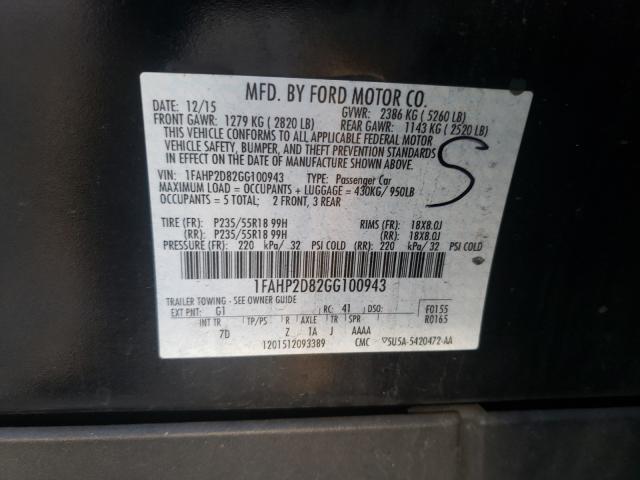 MFD. BY FORD MOTOR CO.
DATE: 12/15 GVWR: 2386 KG ( 5260 LB)
FRONT GAWR: 1279 KG ( 2820 LB) REAR GAWR: 1143 KG ( 2520 LB)
THIS VEHICLE CONFORMS TO ALL APPLICABLE FEDERAL MOTOR
VEHICLE SAFETY, BUMPER, AND THEFT PREVENTION STANDARDS
IN EFFECT ON THE DATE OF MANUFACTURE SHOWN ABOVE.
S
VIN: 1FAHP2D82GG100943 TYPE: Passenger Car
MAXIMUM LOAD = OCCUPANTS + LUGGAGE = 430KG/ 950LB
OCCUPANTS = 5 TOTAL; 2 FRONT, 3 REAR
TIRE (FR): P235/55R18 99H RIMS (FR): 18X8.0J
(RR): P235/55R18 99H (RR): 18X8.0J
PRESSURE (FR): 220 kPa/ 32 PSI COLD (RR): 220 kPa/ 32 PSI COLD
1FAHP2D82GG100943
TRAILER TOWING - SEE OWNER GUIDE
EXT PNT: G1 RC: 41 DSO: F0155
INT TR TP/PS R AXLE TR SPR R0165
7D Z 1A J AAAA
1201512093389 CMC ▽5U5A-5420472-AA